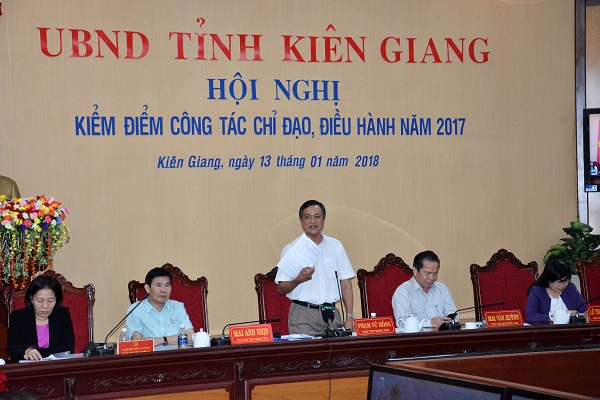 UBND TỈNH KIÊN GIANG
HỘI NGHỊ
KIỂM ĐIỂM CÔNG TÁC CHỈ ĐẠO, ĐIỀU HÀNH NĂM 2017
Kiên Giang, ngày 13 tháng 01 năm 2018
MAI ANH NHỊN
PHẠM VŨ HỒNG
MAI VĂN HUỲNH